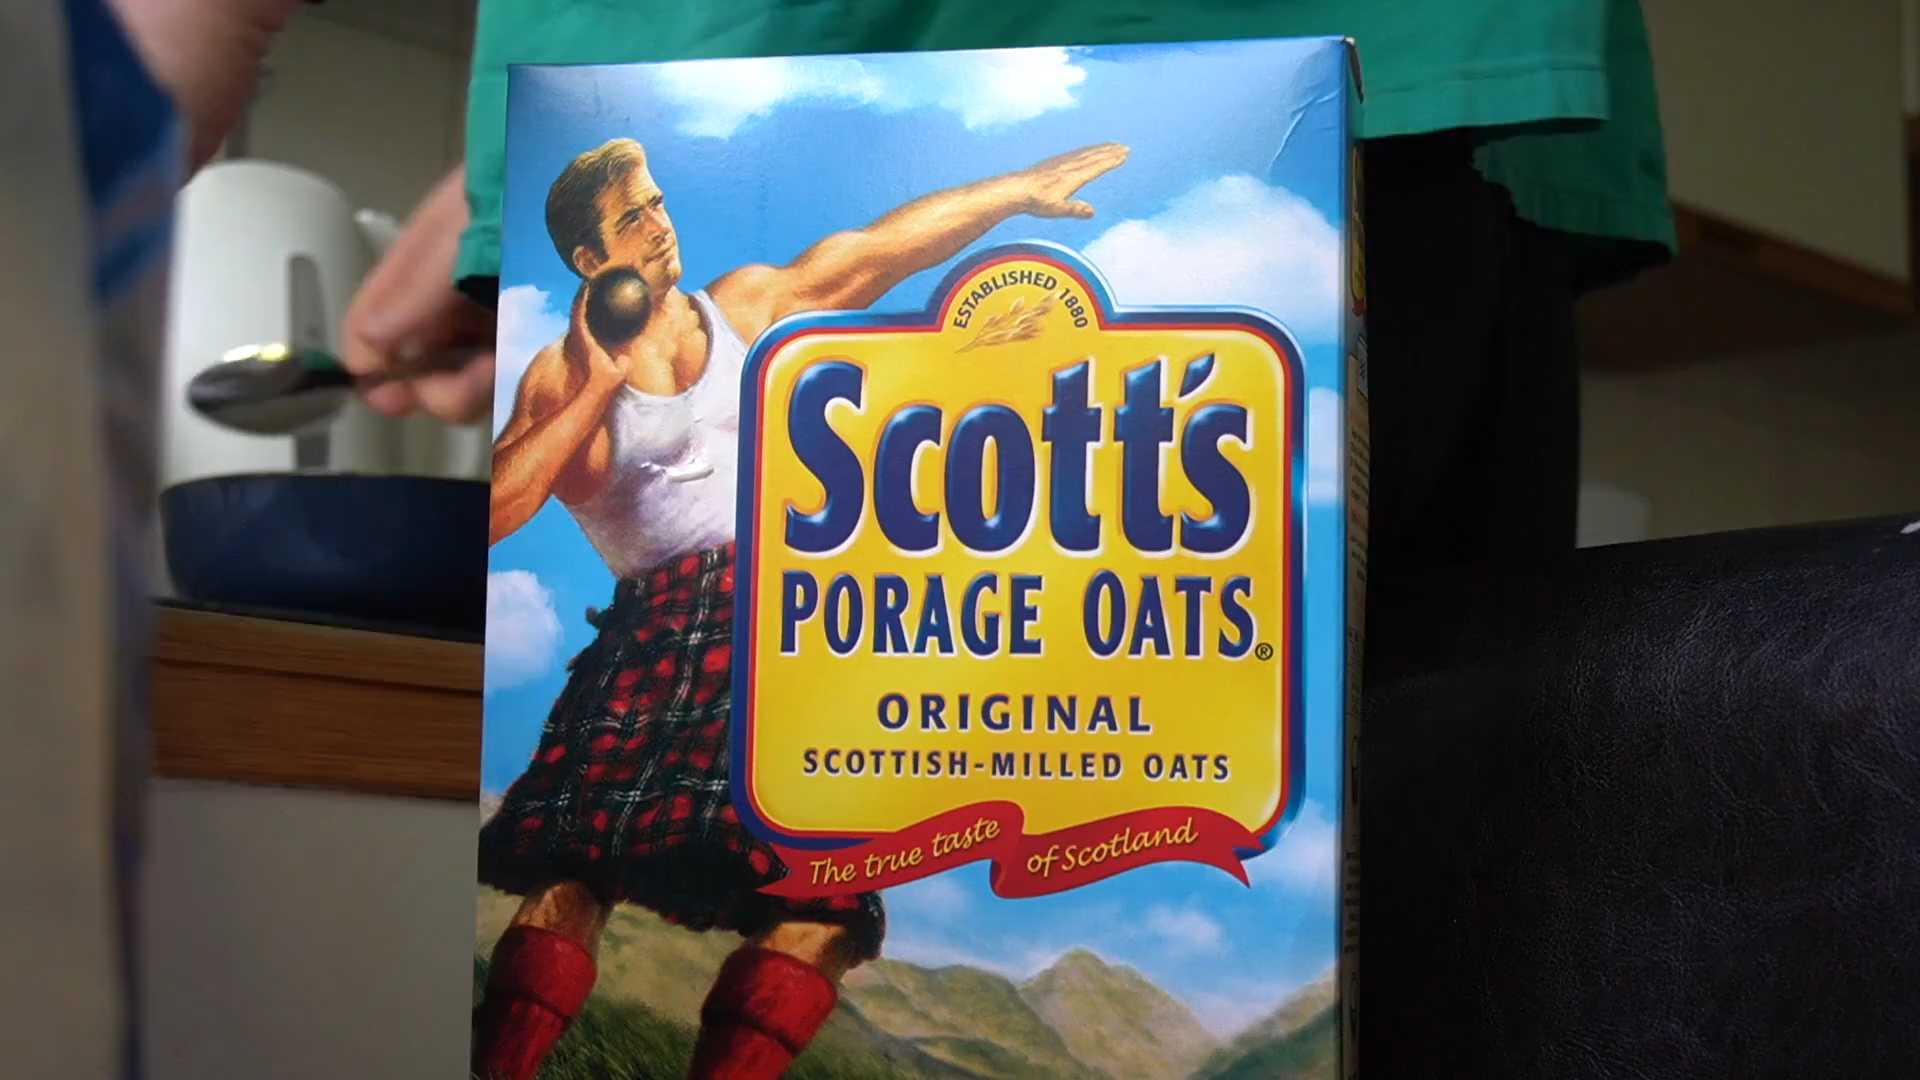 ESTABLISHED 1880
Scott's
PORAGE OATS®
ORIGINAL
SCOTTISH-MILLED OATS
The true taste of Scotland